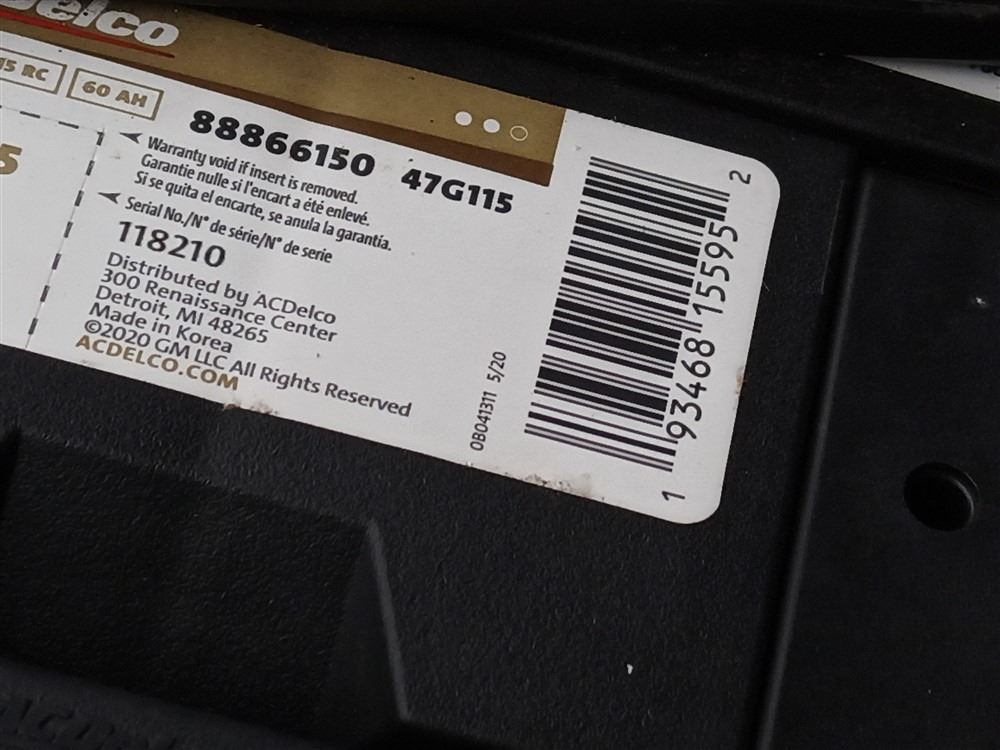 Delco
15 RC
60 AH
88866150 47G115
Warranty void if insert is removed.
Garantie nulle si l'encart a été enlevé.
Si se quita el encarte, se anula la garantía.
Serial No./N° de série/N° de serie
118210
Distributed by ACDelco
300 Renaissance Center
Detroit, MI 48265
Made in Korea
©2020 GM LLC All Rights Reserved
ACDELCO.COM
0B041311 5/20
1 93468 15595 2
5